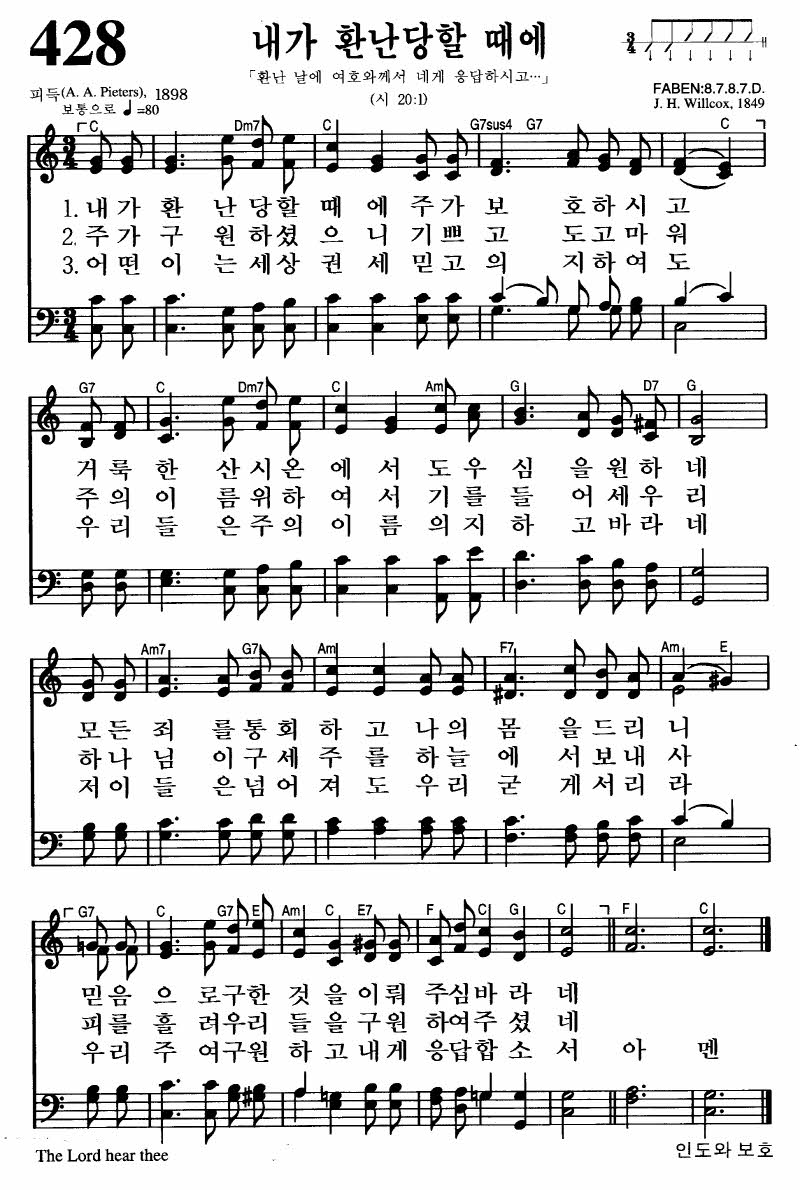 428 내가 환난당할 때에
「환난 날에 여호와께서 네게 응답하시고…」
(시 20:1)
3/4
피득(A. A. Pieters), 1898
보통으로 ♩=80
FABEN:8.7.8.7.D.
J. H. Willcox, 1849
C Dm7 C G7sus4 G7 C
1. 내가 환 난당할 때 에주가 보 호하시고
2. 주가 구 원하셨 으 니기쁘고 도고마워
3. 어떤이 는세상 권 세믿고의 지하여도
G7 C Dm7 C Am G D7 G
거룩한 산시온 에 서도우 심 을원하 네
주의이 름위하 여 서기를들 어세우리
우리들 은주의 이 름의지하 고바라네
Am7 G7 Am F7 Am E
모든죄 를통회 하 고나의 몸 을드리 니
하나님 이구세 주 를하늘에 서보내사
저이들 은넘어 져 도우리굳 게서리라
G7 C G7 E Am C E7 F C G C F C
믿음으 로구한 것 을이뤄 주심바라 네
피를흘 려우리 들 을구원 하여주셨네
우리주 여구원 하 고내게 응답합소서 아 멘
The Lord hear thee
인도와 보호